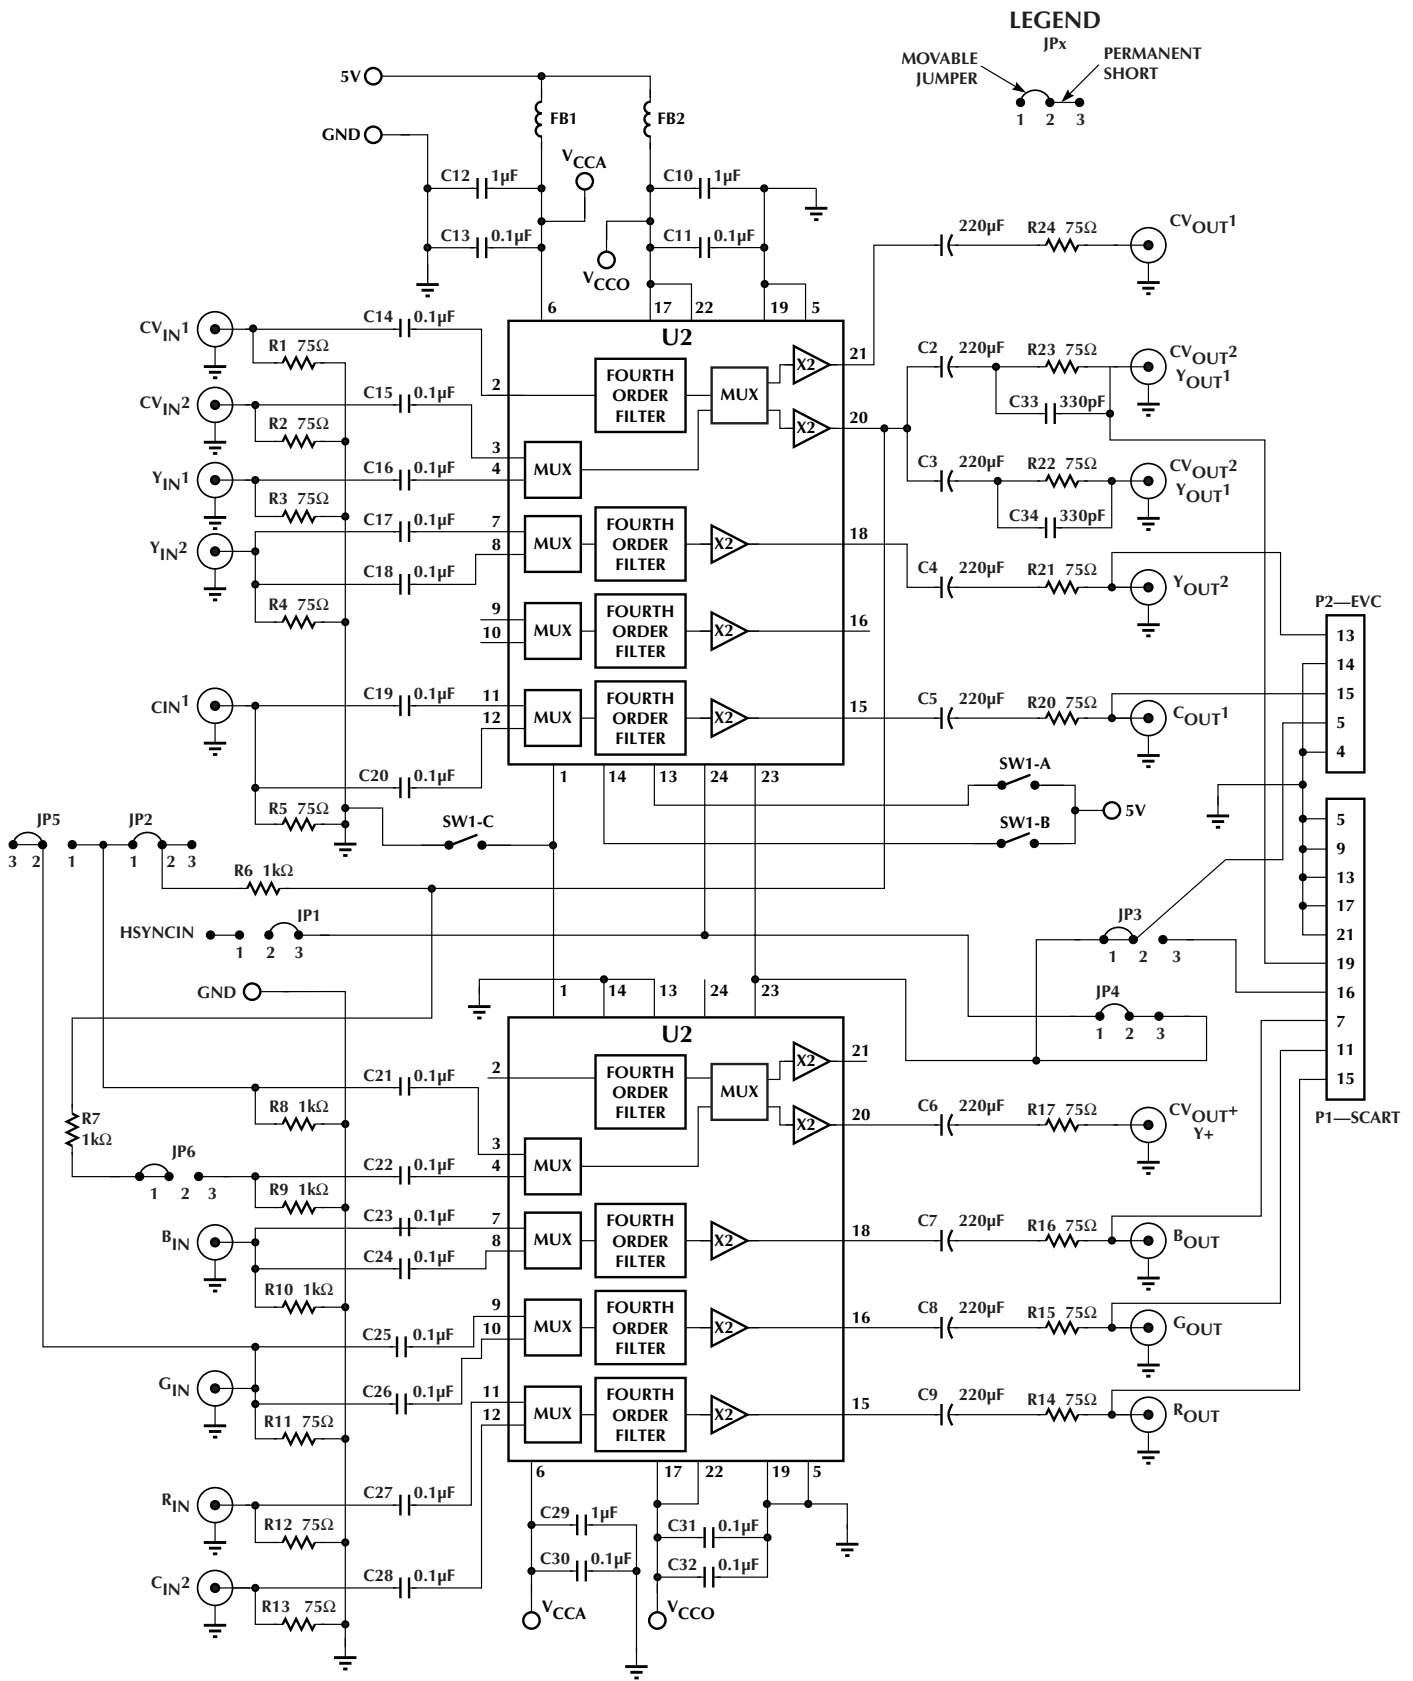 LEGEND
JPx
MOVABLE
JUMPER
PERMANENT
SHORT
1 2 3
5V
GND
FB1
FB2
VCCA
C12 1µF
C10 1µF
C13 0.1µF
C11 0.1µF
VCCO
6 17 22 19 5
U2
CVIN1
C14 0.1µF
R1 75Ω
CVIN2
C15 0.1µF
R2 75Ω
YIN1
C16 0.1µF
R3 75Ω
YIN2
C17 0.1µF
C18 0.1µF
R4 75Ω
CIN1
C19 0.1µF
C20 0.1µF
R5 75Ω
2
FOURTH
ORDER
FILTER
MUX
X2
21
X2
20
3
4
MUX
7
8
MUX
FOURTH
ORDER
FILTER
X2
18
9
10
MUX
FOURTH
ORDER
FILTER
X2
16
11
12
MUX
FOURTH
ORDER
FILTER
X2
15
1 14 13 24 23
220µF R24 75Ω
CVOUT1
C2 220µF R23 75Ω
C33 330pF
CVOUT2
YOUT1
C3 220µF R22 75Ω
C34 330pF
CVOUT2
YOUT1
C4 220µF R21 75Ω
YOUT2
C5 220µF R20 75Ω
COUT1
SW1-A
SW1-B
5V
SW1-C
P2—EVC
13
14
15
5
4
5
9
13
17
21
19
16
7
11
15
P1—SCART
JP5
3 2 1
JP2
1 2 3
R6 1kΩ
HSYNCIN
JP1
1 2 3
JP3
1 2 3
JP4
1 2 3
GND
1 14 13 24 23
U2
R7
1kΩ
JP6
1 2 3
C21 0.1µF
R8 1kΩ
C22 0.1µF
R9 1kΩ
BIN
C23 0.1µF
C24 0.1µF
R10 1kΩ
GIN
C25 0.1µF
C26 0.1µF
R11 75Ω
RIN
C27 0.1µF
R12 75Ω
CIN2
C28 0.1µF
R13 75Ω
2
FOURTH
ORDER
FILTER
MUX
X2
21
X2
20
3
4
MUX
7
8
MUX
FOURTH
ORDER
FILTER
X2
18
9
10
MUX
FOURTH
ORDER
FILTER
X2
16
11
12
MUX
FOURTH
ORDER
FILTER
X2
15
C6 220µF R17 75Ω
CVOUT+
Y+
C7 220µF R16 75Ω
BOUT
C8 220µF R15 75Ω
GOUT
C9 220µF R14 75Ω
ROUT
6 17 22 19 5
C29 1µF
C31 0.1µF
C30 0.1µF
C32 0.1µF
VCCA
VCCO